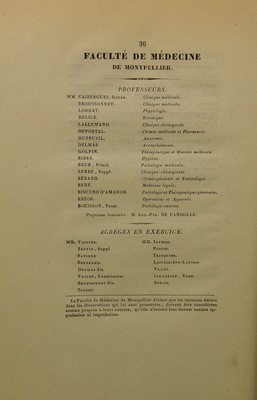 36
FACULTÉ DE MÉDECINE
DE MONTPELLIER.
PROFESSEURS.
MM. CAIZERGUES, Doyen Clinique médicale.
BROUSSONNET. Clinique médicale.
LORDAT. Physiologie.
DELILE. Botanique.
LALLEMAND. Clinique chirurgicale.
DUPORTAL. Chimie médicale et Pharmacie.
DUBRUEIL. Anatomie.
DELMAS. Accouchements.
GOLFIN. Thérapeutique et Matière médicale.
RIBES. Hygiène.
RECH, Présid. Pathologie médicale.
SERRE, Suppl. Clinique chirurgicale.
BÉRARD. Chimie générale et Toxicologie.
RENÉ. Médecine légale.
RISUENO D'AMADOR. Pathologie et Thérapeutique générales.
ESTOR. Opérations et Appareils.
BOUISSON, Exam. Pathologie externe.
Professeur honoraire : M. Aug.-Pyr. DE CANDOLLE.
AGRÉGÉS EN EXERCICE.
MM. Viguier. MM. Jaumes.
Bertin, Suppl. Poujol.
Batigne. Trinquier.
Bertrand. Lescellière-Lafosse
Delmas fils. Franc.
Vailhé, Examinateur. Jallaguier, Exam.
Broussonnet fils. Bories.
Touchy.
La Faculté de Médecine de Montpellier déclare que les opinions émises
dans les Dissertations qui lui sont présentées, doivent être considérées
comme propres à leurs auteurs; qu'elle n'entend leur donner aucune ap-
probation ni improbation.